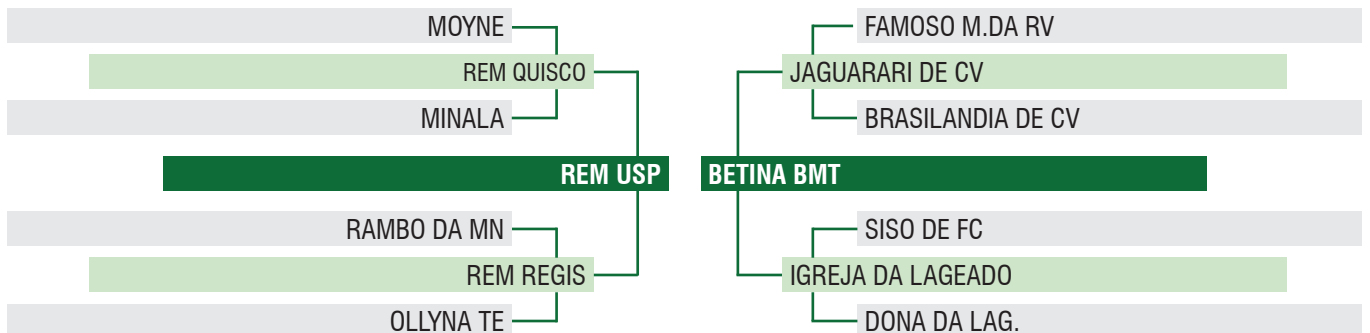 MOYNE
REM QUISCO
MINALA
REM USP
RAMBO DA MN
REM REGIS
OLLYNA TE
FAMOSO M.DA RV
JAGUARARI DE CV
BRASILANDIA DE CV
BETINA BMT
SISO DE FC
IGREJA DA LAGEADO
DONA DA LAG.